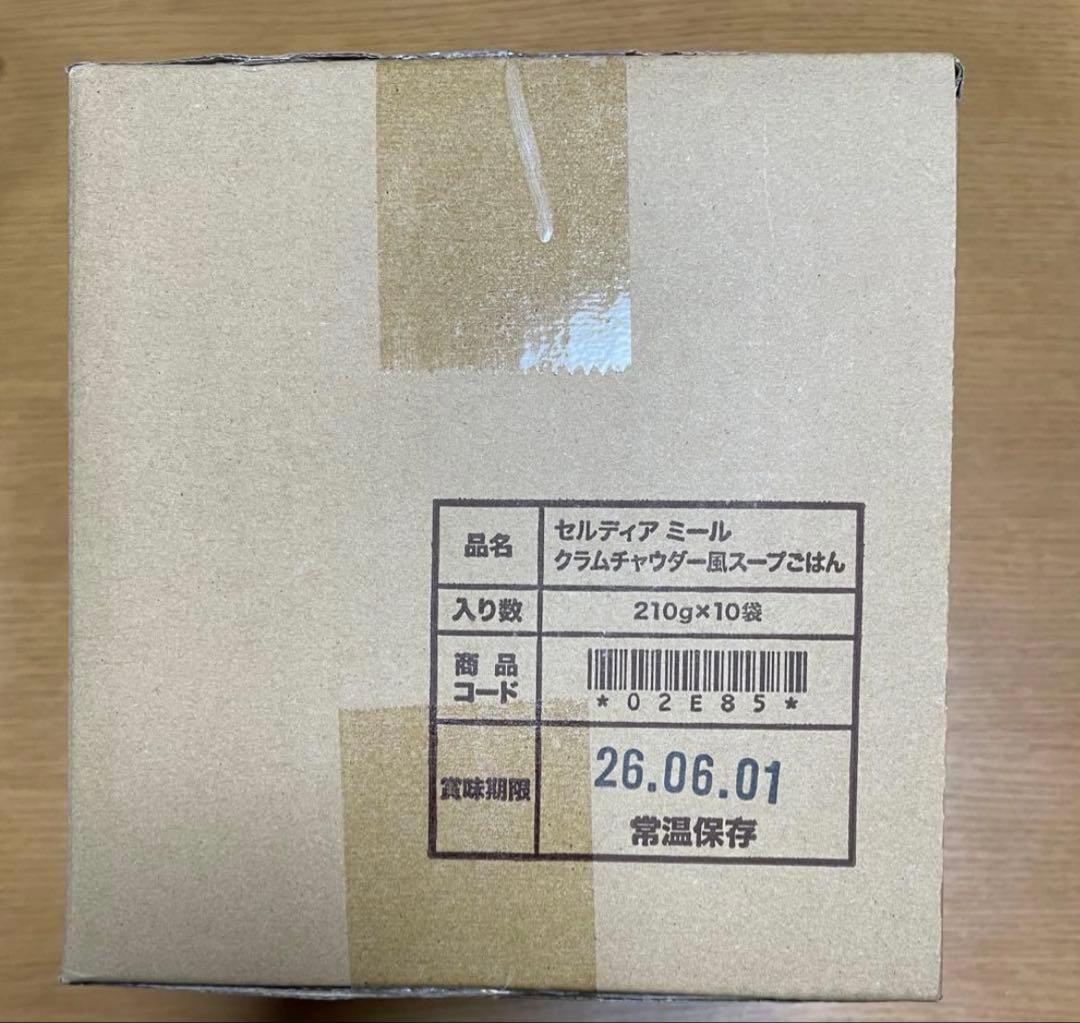 品名
セルディア ミール
クラムチャウダー風スープごはん
入り数
210g×10袋
商品
コード
*02E85*
賞味期限
26.06.01
常温保存